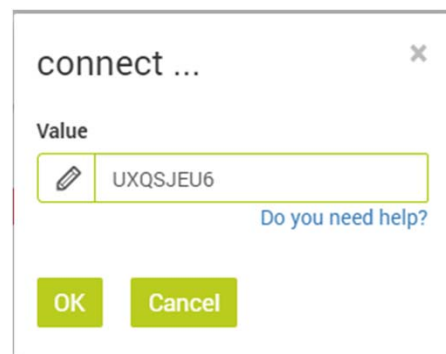 connect ...
Value
UXQSJEU6
Do you need help?
OK
Cancel